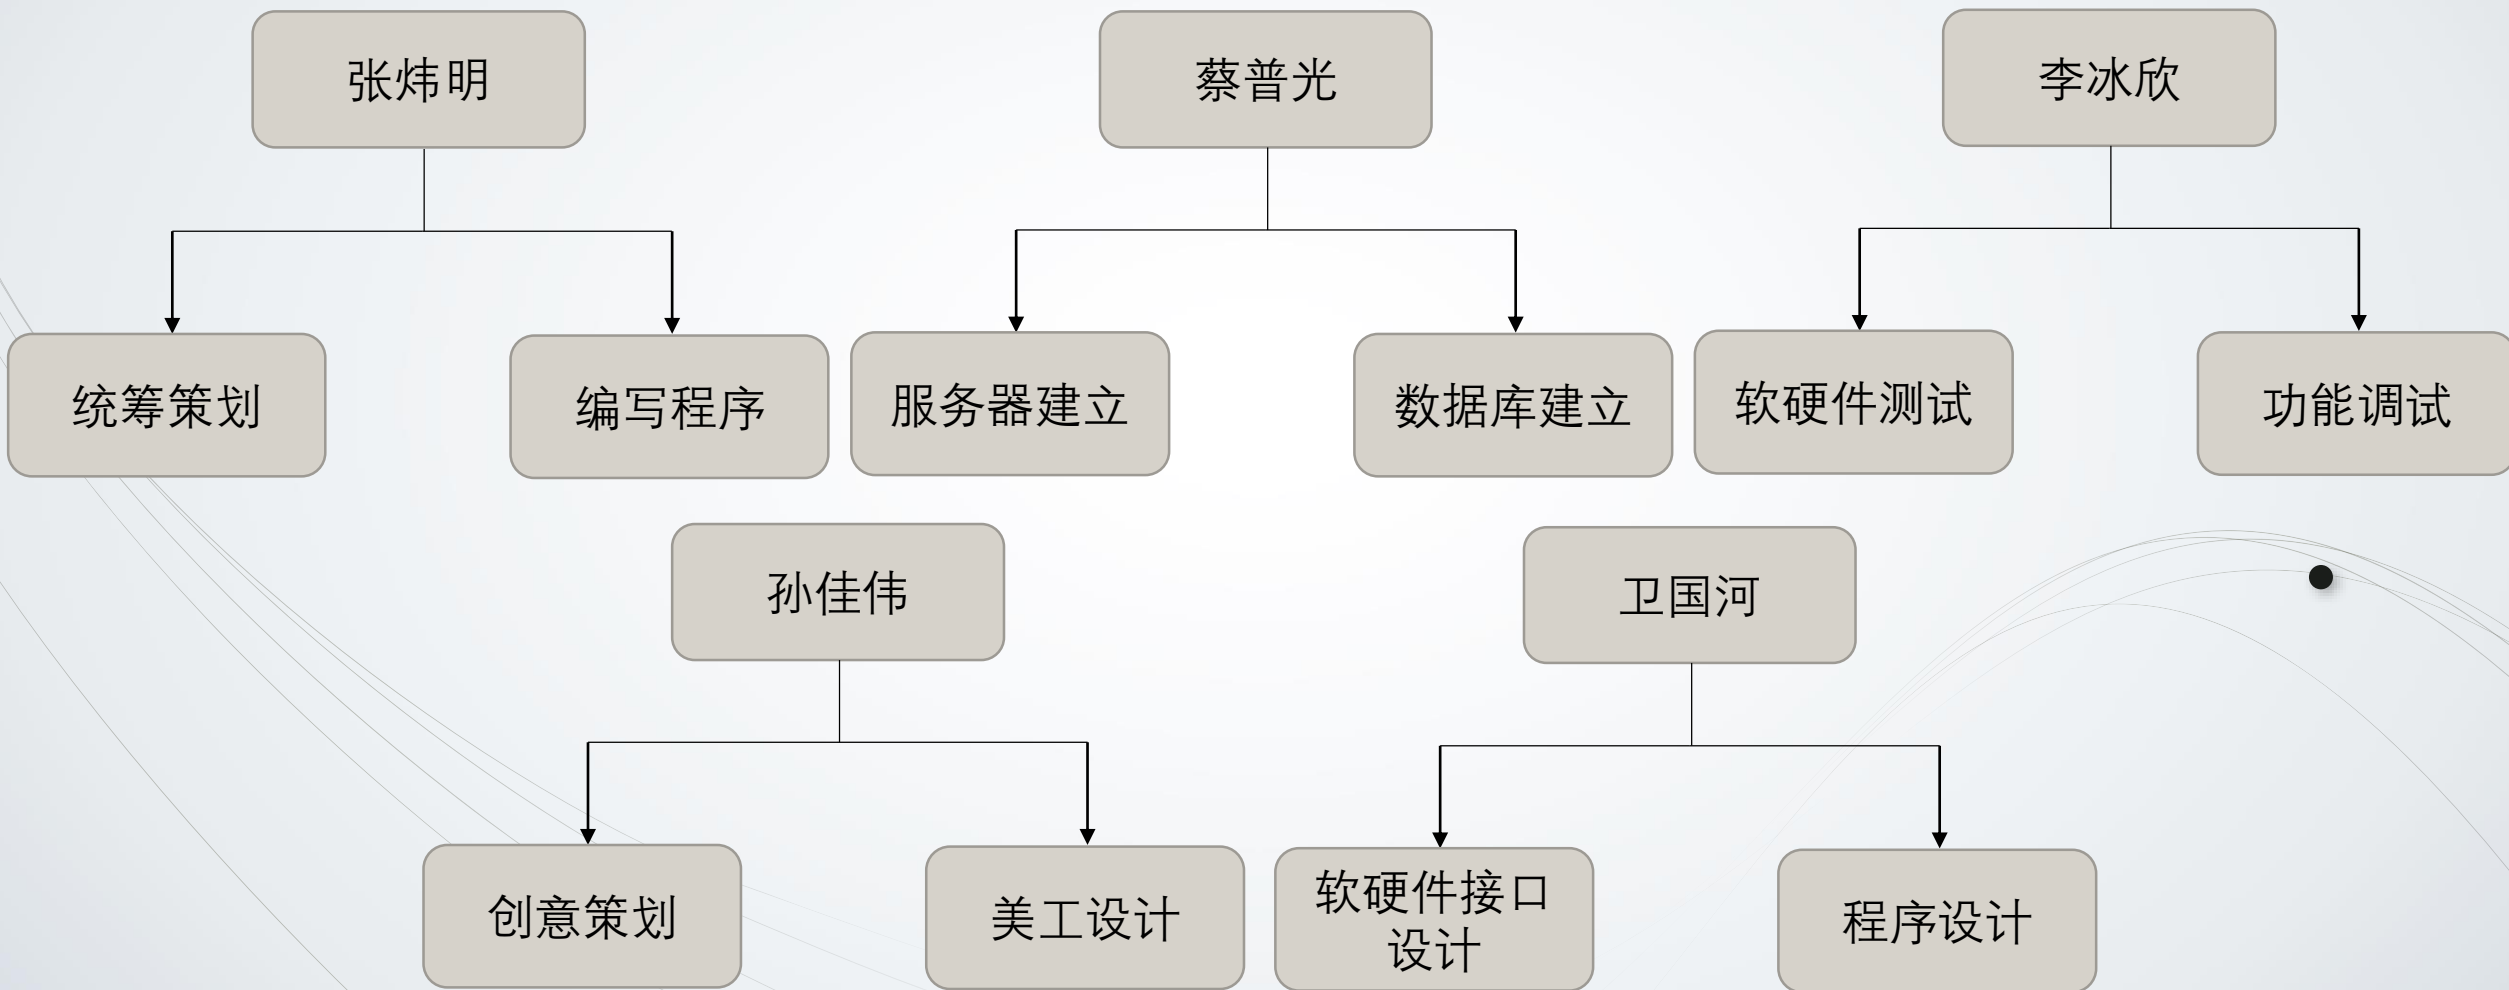 张炜明
蔡普光
李冰欣
统筹策划
编写程序
服务器建立
数据库建立
软硬件测试
功能调试
孙佳伟
卫国河
创意策划
美工设计
软硬件接口
设计
程序设计